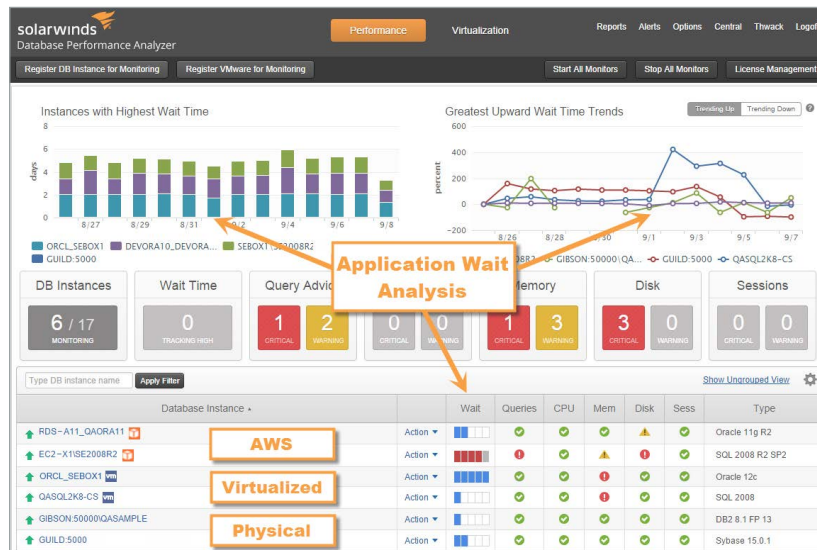 solarwinds
Database Performance Analyzer
Performance
Virtualization
Reports Alerts Options Central Thwack Logof
Register DB Instance for Monitoring
Register VMware for Monitoring
Start All Monitors
Stop All Monitors
License Management
Instances with Highest Wait Time
8
6
4
2
0
days
8/27 8/29 8/31 9/2 9/4 9/6 9/8
ORCL_SEBOX1 DEVORA10_DEVORA... SEBOX1\SE2008R2
GUILD:5000
Greatest Upward Wait Time Trends
Trending Up Trending Down
600
400
200
0
-200
percent
8/26 8/28 8/30 9/1 9/3 9/5 9/7
GIBSON:50000\QA... GUILD:5000 QASQL2K8-CS
Application Wait
Analysis
DB Instances
6 / 17
MONITORING
Wait Time
0
TRACKING HIGH
Query Advic
1 2
CRITICAL WARNING
0 0
CRITICAL WARNING
Memory
1 3
CRITICAL WARNING
Disk
3 0
CRITICAL WARNING
Sessions
0 0
CRITICAL WARNING
Type DB instance name Apply Filter
Show Ungrouped View
Database Instance Wait Queries CPU Mem Disk Sess Type
RDS-A11_QAORA11 Action Oracle 11g R2
AWS
EC2-X1\SE2008R2 Action SQL 2008 R2 SP2
ORCL_SEBOX1 vm Action Oracle 12c
Virtualized
QASQL2K8-CS vm Action SQL 2008
GIBSON:50000\QASAMPLE Action DB2 8.1 FP 13
Physical
GUILD:5000 Action Sybase 15.0.1